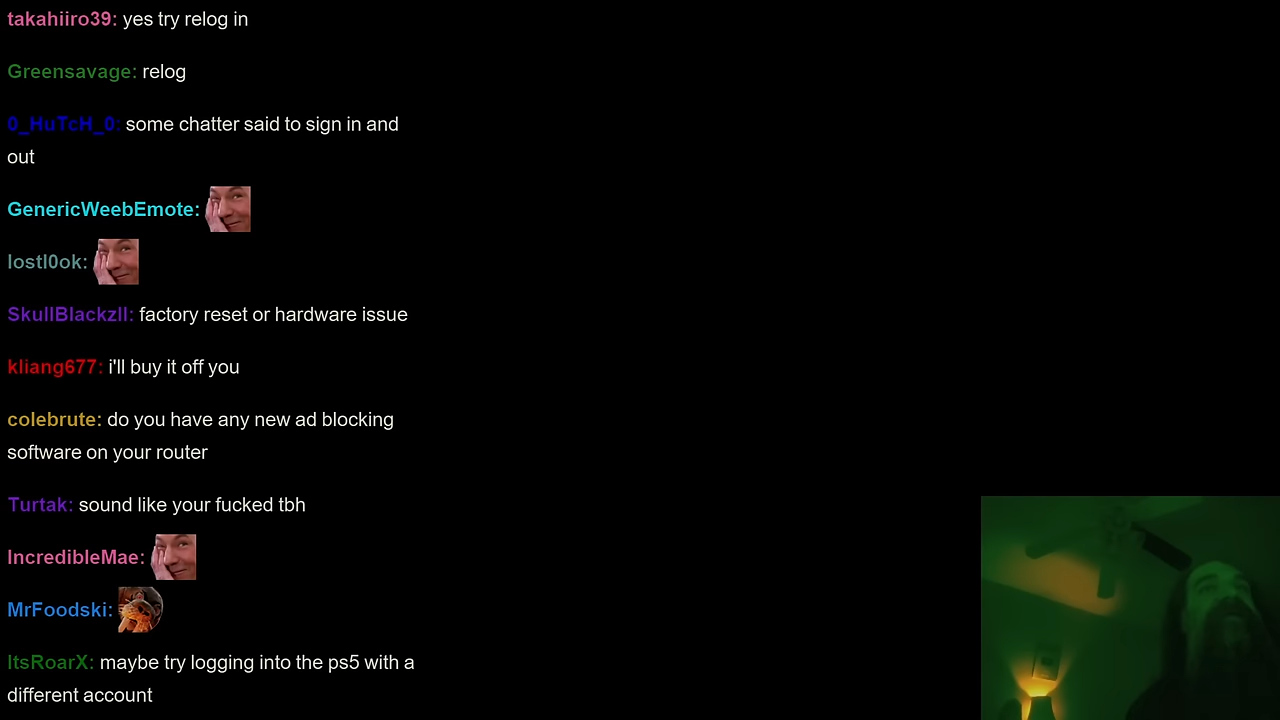 takahiiro39: yes try relog in
Greensavage: relog
0_HuTcH_0: some chatter said to sign in and
out
GenericWeebEmote:
lostl0ok:
SkullBlackzll: factory reset or hardware issue
kliang677: i'll buy it off you
colebrute: do you have any new ad blocking
software on your router
Turtak: sound like your fucked tbh
IncredibleMae:
MrFoodski:
ItsRoarX: maybe try logging into the ps5 with a
different account